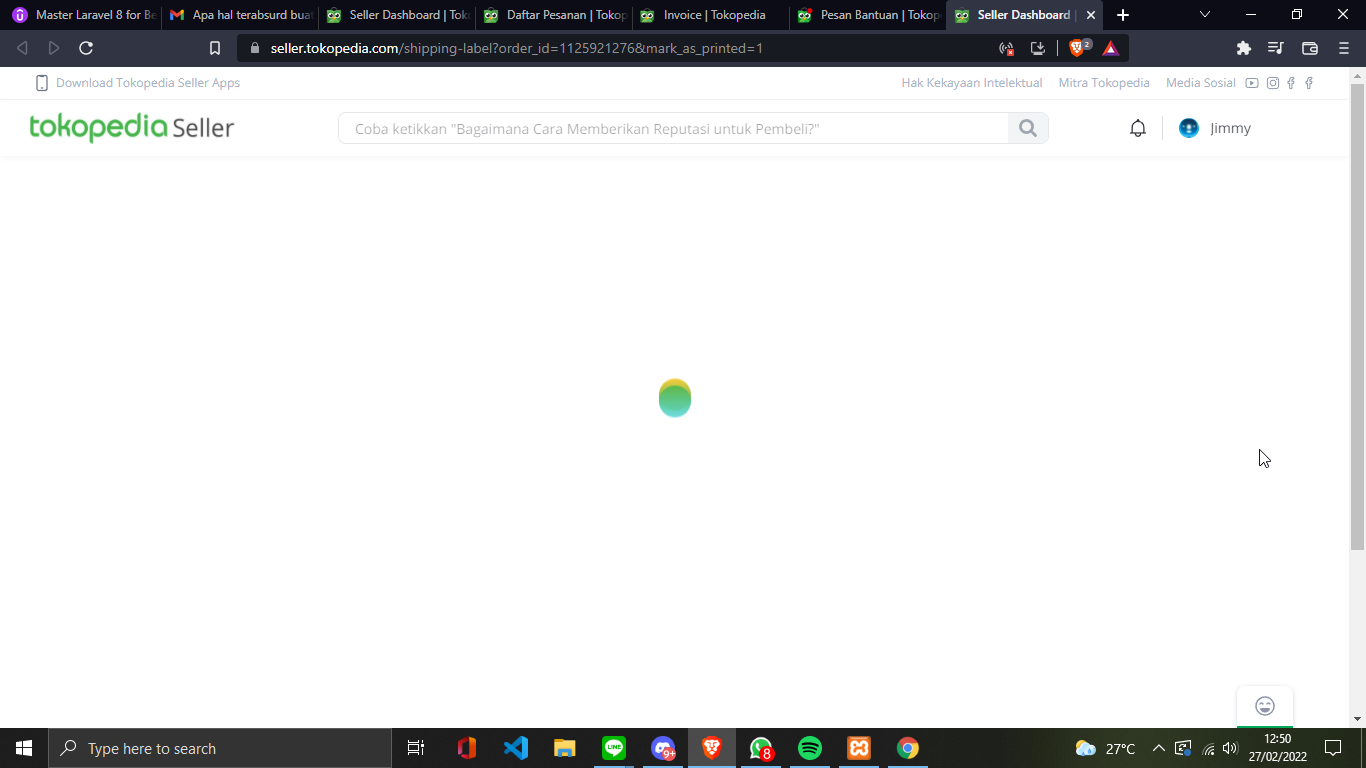 Master Laravel 8 for Be
Apa hal terabsurd buat
Seller Dashboard | Tok
Daftar Pesanan | Tokop
Invoice | Tokopedia
Pesan Bantuan | Tokop
Seller Dashboard |
seller.tokopedia.com/shipping-label?order_id=1125921276&mark_as_printed=1
2
Download Tokopedia Seller Apps
Hak Kekayaan Intelektual
Mitra Tokopedia
Media Sosial
tokopedia Seller
Coba ketikkan "Bagaimana Cara Memberikan Reputasi untuk Pembeli?"
Jimmy
Type here to search
LINE
9+
8
27°C
12:50
27/02/2022